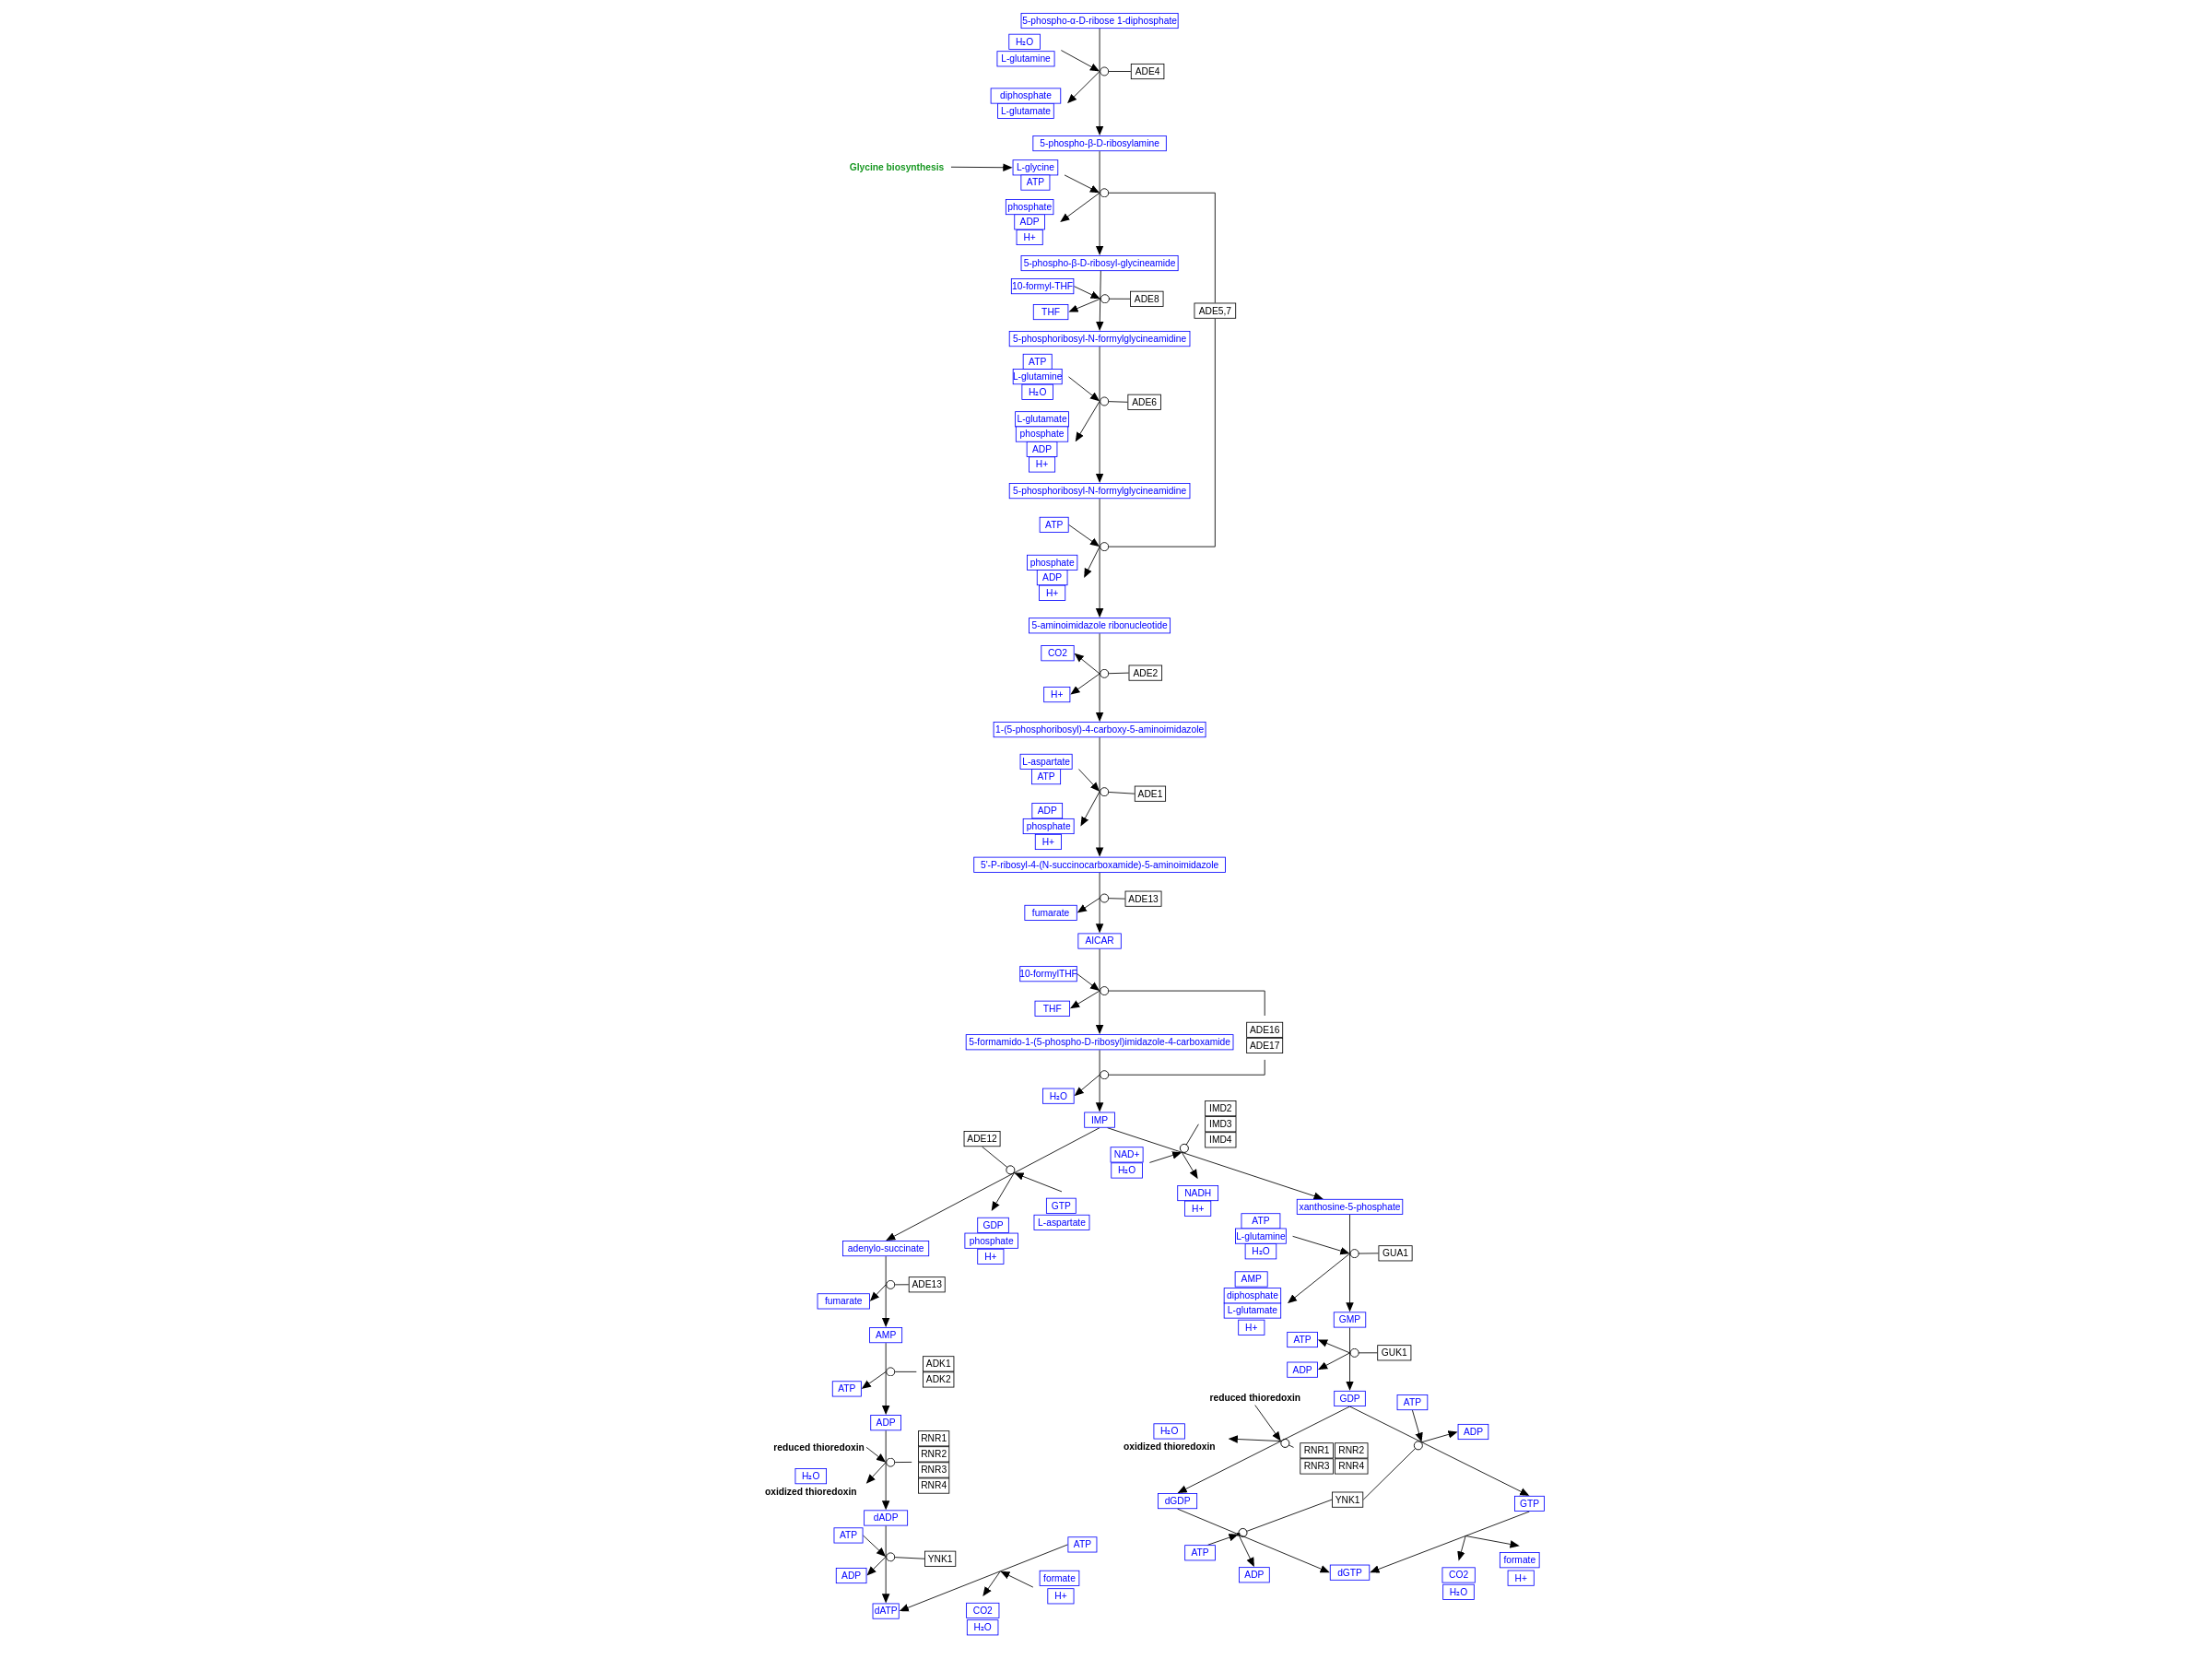 5-phospho-α-D-ribose 1-diphosphate
H₂O
L-glutamine
ADE4
diphosphate
L-glutamate
5-phospho-β-D-ribosylamine
Glycine biosynthesis
L-glycine
ATP
phosphate
ADP
H+
5-phospho-β-D-ribosyl-glycineamide
10-formyl-THF
ADE8
THF
ADE5,7
5-phosphoribosyl-N-formylglycineamidine
ATP
L-glutamine
H₂O
ADE6
L-glutamate
phosphate
ADP
H+
5-phosphoribosyl-N-formylglycineamidine
ATP
phosphate
ADP
H+
5-aminoimidazole ribonucleotide
CO2
ADE2
H+
1-(5-phosphoribosyl)-4-carboxy-5-aminoimidazole
L-aspartate
ATP
ADE1
ADP
phosphate
H+
5'-P-ribosyl-4-(N-succinocarboxamide)-5-aminoimidazole
ADE13
fumarate
AICAR
10-formylTHF
THF
ADE16
ADE17
5-formamido-1-(5-phospho-D-ribosyl)imidazole-4-carboxamide
H₂O
IMP
IMD2
IMD3
IMD4
ADE12
NAD+
H₂O
NADH
H+
GTP
L-aspartate
GDP
phosphate
H+
xanthosine-5-phosphate
ATP
L-glutamine
H₂O
GUA1
AMP
diphosphate
L-glutamate
H+
adenylo-succinate
ADE13
fumarate
AMP
ADK1
ADK2
ATP
ADP
GMP
ATP
GUK1
ADP
GDP
reduced thioredoxin
ATP
ADP
H₂O
oxidized thioredoxin
RNR1 RNR2
RNR3 RNR4
RNR1
RNR2
RNR3
RNR4
reduced thioredoxin
H₂O
oxidized thioredoxin
dGDP
YNK1
GTP
dADP
ATP
YNK1
ADP
dATP
ATP
formate
H+
CO2
H₂O
ATP
ADP
dGTP
CO2
H₂O
formate
H+